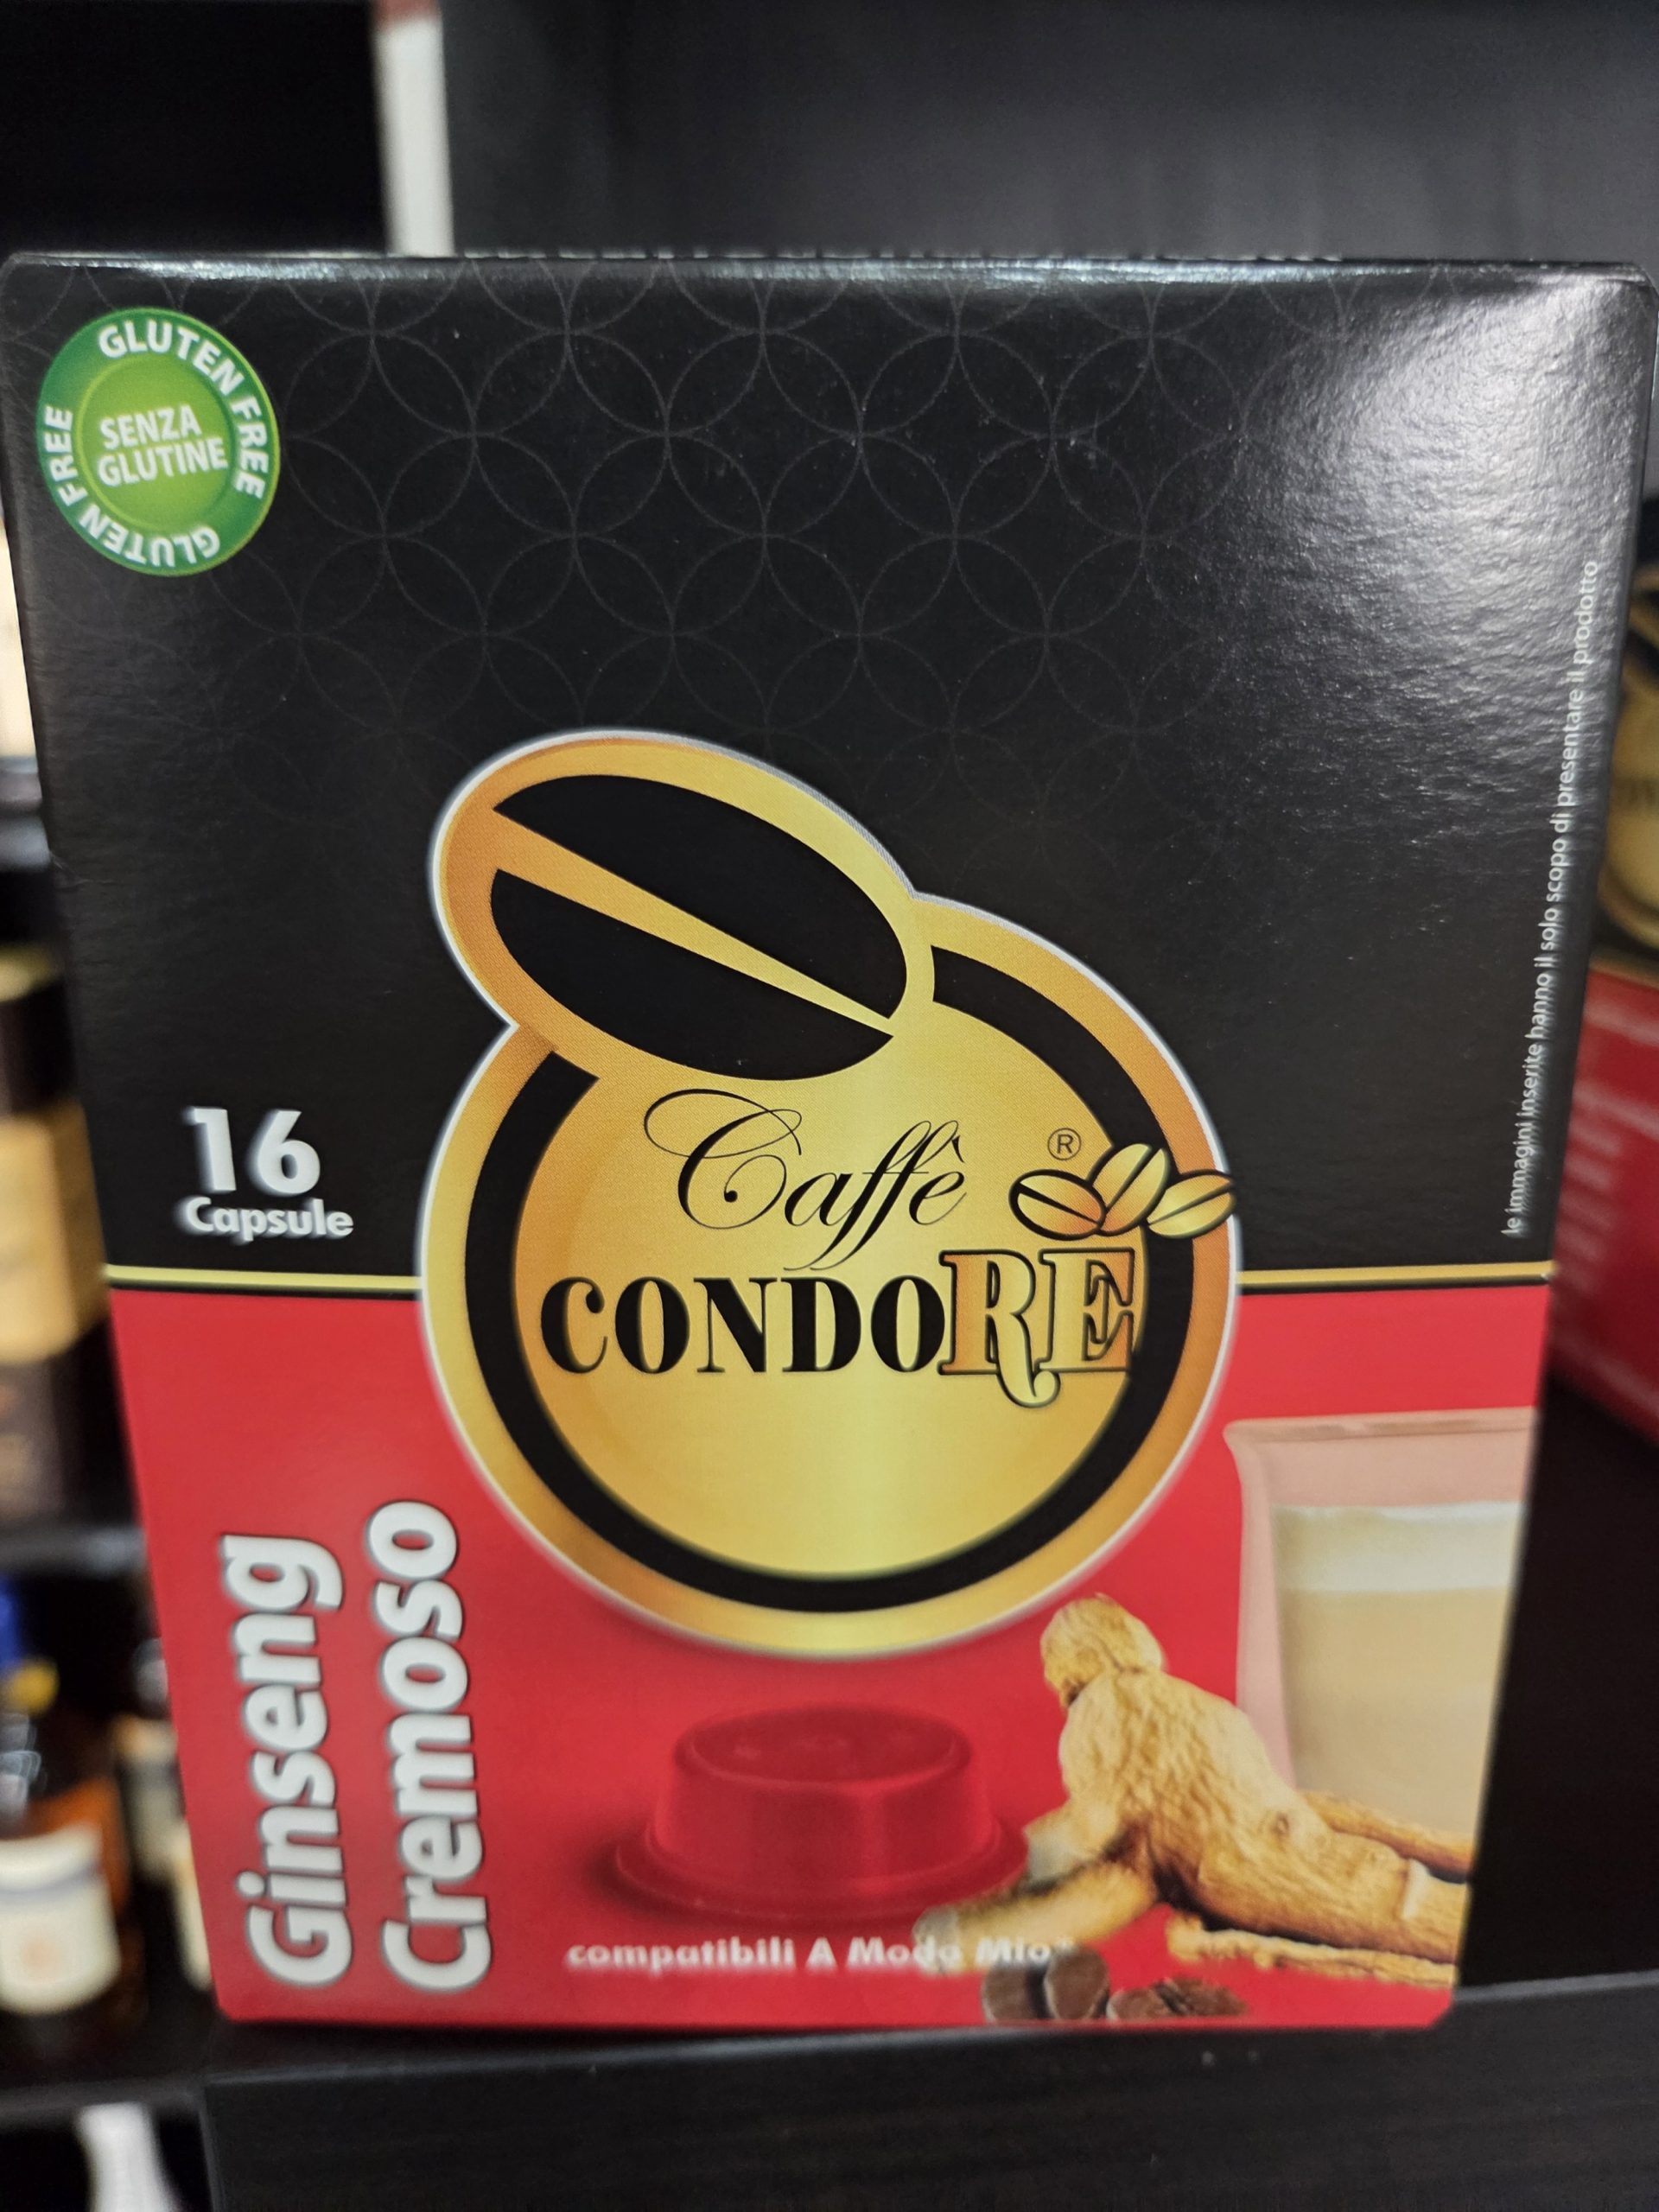 GLUTEN FREE
GLUTEN FREE
SENZA
GLUTINE
le immagini inserite hanno il solo scopo di presentare il prodotto
16
Capsule
Caffè
®
CONDORE
Ginseng
Cremoso
compatibili A Modo Mio*